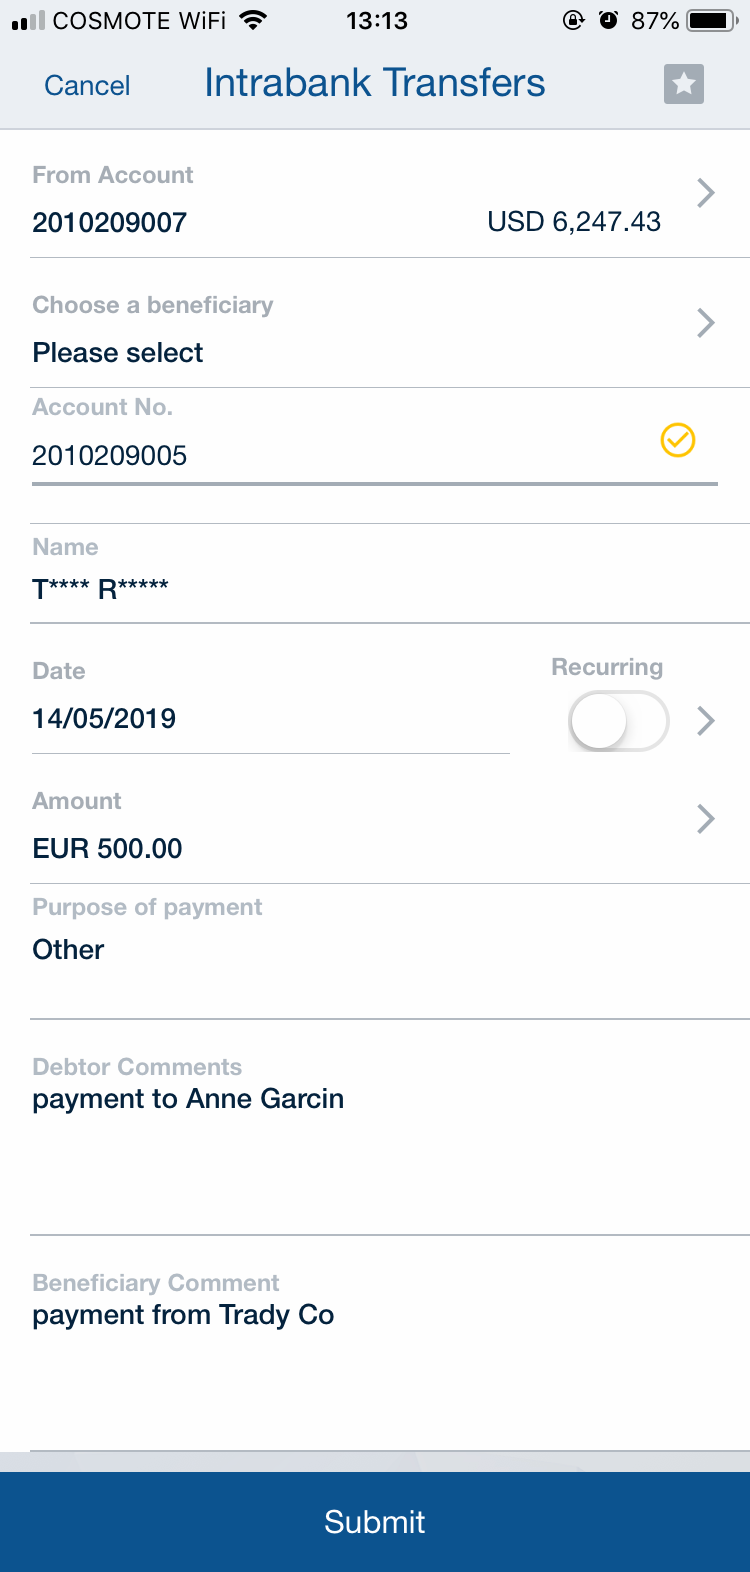 COSMOTE WiFi 13:13 87%
Cancel Intrabank Transfers
From Account
2010209007 USD 6,247.43
Choose a beneficiary
Please select
Account No.
2010209005
Name
T**** R*****
Date Recurring
14/05/2019
Amount
EUR 500.00
Purpose of payment
Other
Debtor Comments
payment to Anne Garcin
Beneficiary Comment
payment from Trady Co
Submit